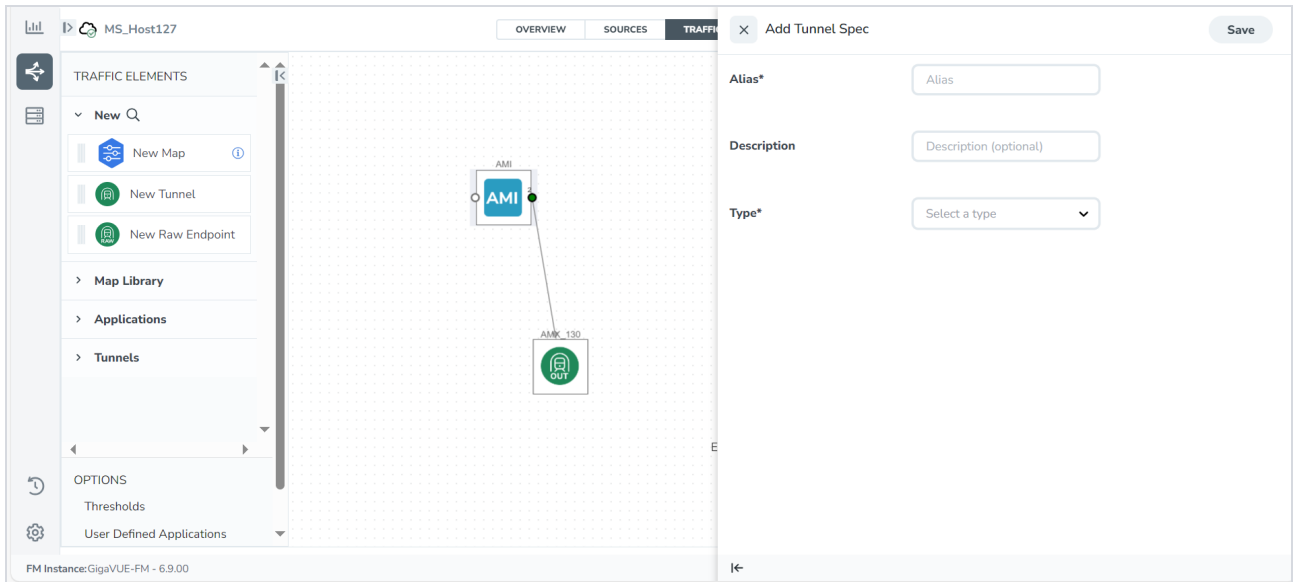 MS_Host127
OVERVIEW
SOURCES
TRAFFI
TRAFFIC ELEMENTS
New
New Map
New Tunnel
RAW
New Raw Endpoint
Map Library
Applications
Tunnels
OPTIONS
Thresholds
User Defined Applications
AMI
AMI
AMX_130
OUT
E
Add Tunnel Spec
Save
Alias*
Alias
Description
Description (optional)
Type*
Select a type
FM Instance:GigaVUE-FM - 6.9.00